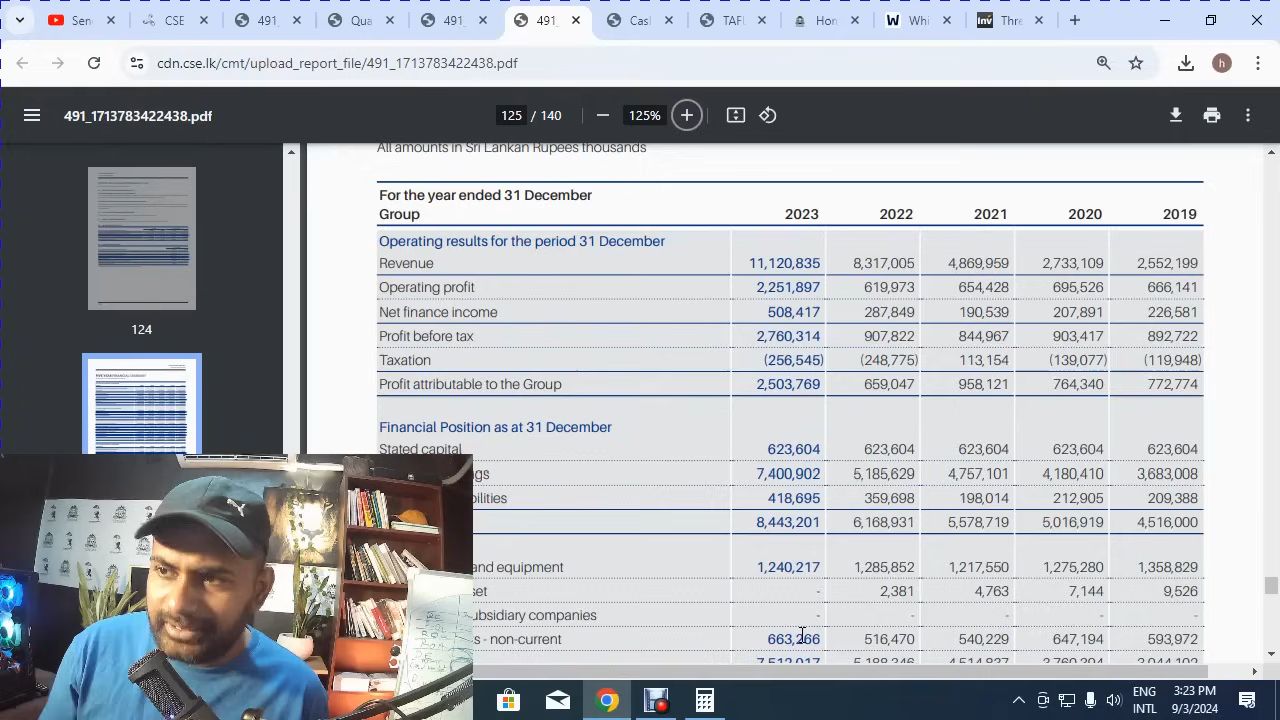 Sen
CSE
491_
Qua
491_
491_
Casl
TAFI
Hon
Whi
Thre
cdn.cse.lk/cmt/upload_report_file/491_1713783422438.pdf
h
491_1713783422438.pdf
125 / 140
125%
All amounts in Sri Lankan Rupees thousands
For the year ended 31 December
Group 2023 2022 2021 2020 2019
Operating results for the period 31 December
Revenue 11,120,835 8,317,005 4,869,959 2,733,109 2,552,199
Operating profit 2,251,897 619,973 654,428 695,526 666,141
Net finance income 508,417 287,849 190,539 207,891 226,581
Profit before tax 2,760,314 907,822 844,967 903,417 892,722
Taxation (256,545) (248,775) 113,154 (139,077) (119,948)
Profit attributable to the Group 2,503,769 659,047 958,121 764,340 772,774
Financial Position as at 31 December
Stated capital 623,604 623,604 623,604 623,604 623,604
ngs 7,400,902 5,185,629 4,757,101 4,180,410 3,683,008
bilities 418,695 359,698 198,014 212,905 209,388
8,443,201 6,168,931 5,578,719 5,016,919 4,516,000
and equipment 1,240,217 1,285,852 1,217,550 1,275,280 1,358,829
set - 2,381 4,763 7,144 9,526
ubsidiary companies - - - - -
s - non-current 663,266 516,470 540,229 647,194 593,972
124
ENG
INTL
3:23 PM
9/3/2024